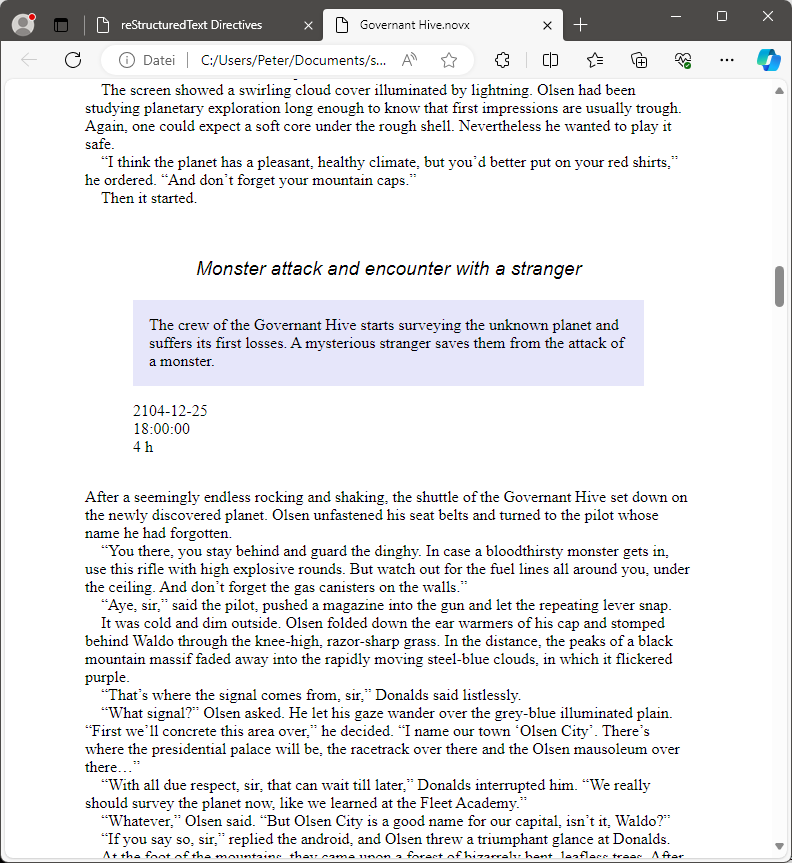 reStructuredText Directives
Governant Hive.novx
Datei
C:/Users/Peter/Documents/s...
The screen showed a swirling cloud cover illuminated by lightning. Olsen had been
studying planetary exploration long enough to know that first impressions are usually trough.
Again, one could expect a soft core under the rough shell. Nevertheless he wanted to play it
safe.
“I think the planet has a pleasant, healthy climate, but you’d better put on your red shirts,”
he ordered. “And don’t forget your mountain caps.”
Then it started.
Monster attack and encounter with a stranger
The crew of the Governant Hive starts surveying the unknown planet and
suffers its first losses. A mysterious stranger saves them from the attack of
a monster.
2104-12-25
18:00:00
4 h
After a seemingly endless rocking and shaking, the shuttle of the Governant Hive set down on
the newly discovered planet. Olsen unfastened his seat belts and turned to the pilot whose
name he had forgotten.
“You there, you stay behind and guard the dinghy. In case a bloodthirsty monster gets in,
use this rifle with high explosive rounds. But watch out for the fuel lines all around you, under
the ceiling. And don’t forget the gas canisters on the walls.”
“Aye, sir,” said the pilot, pushed a magazine into the gun and let the repeating lever snap.
It was cold and dim outside. Olsen folded down the ear warmers of his cap and stomped
behind Waldo through the knee-high, razor-sharp grass. In the distance, the peaks of a black
mountain massif faded away into the rapidly moving steel-blue clouds, in which it flickered
purple.
“That’s where the signal comes from, sir,” Donalds said listlessly.
“What signal?” Olsen asked. He let his gaze wander over the grey-blue illuminated plain.
“First we’ll concrete this area over,” he decided. “I name our town ‘Olsen City’. There’s
where the presidential palace will be, the racetrack over there and the Olsen mausoleum over
there…”
“With all due respect, sir, that can wait till later,” Donalds interrupted him. “We really
should survey the planet now, like we learned at the Fleet Academy.”
“Whatever,” Olsen said. “But Olsen City is a good name for our capital, isn’t it, Waldo?”
“If you say so, sir,” replied the android, and Olsen threw a triumphant glance at Donalds.
At the foot of the mountains, they came upon a forest of bizarrely bent, leafless trees. After